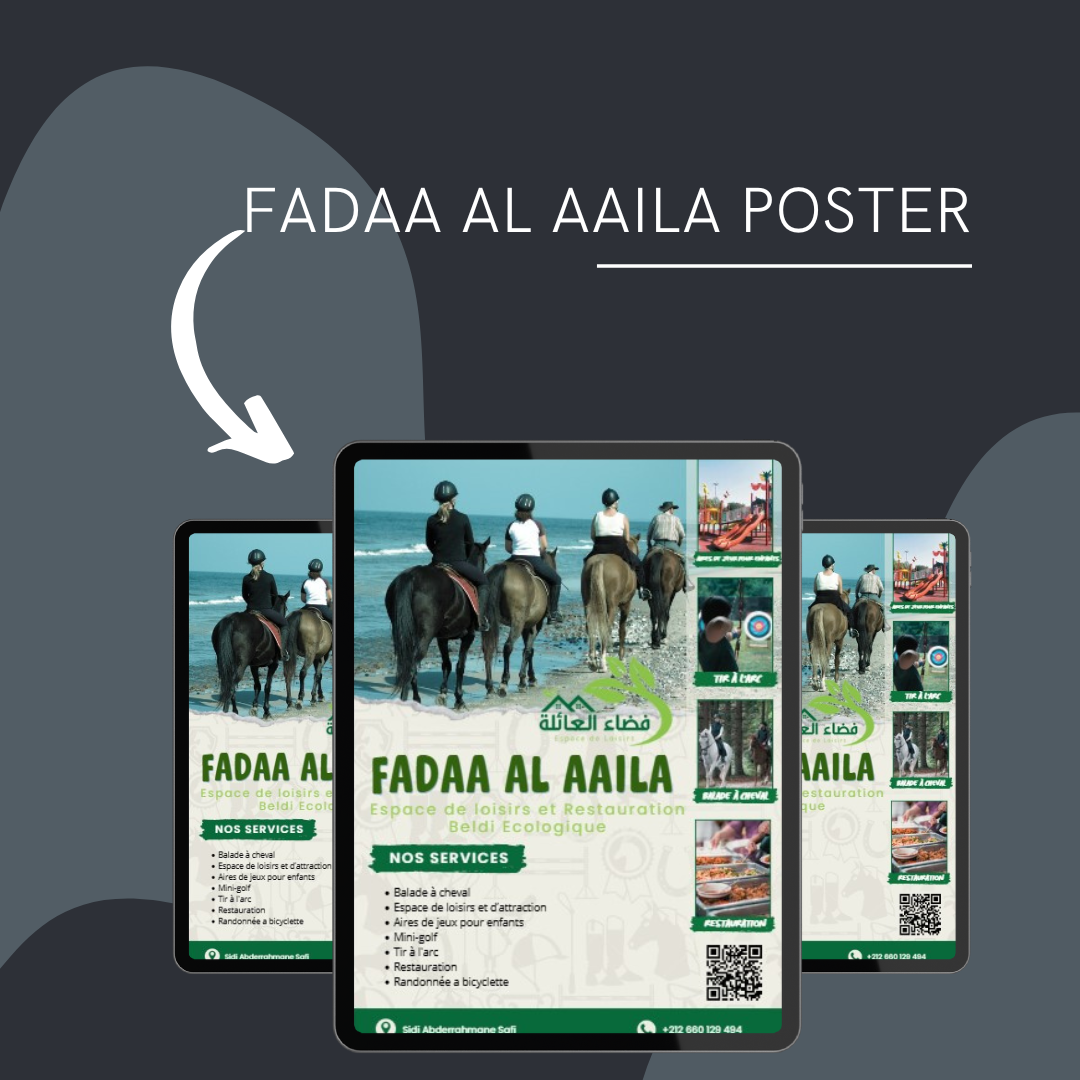 FADAA AL AAILA POSTER
AIRES DE JEUX POUR ENFANTS
TIR À L'ARC
فضاء العائلة
Espace de Loisirs
BALADE À CHEVAL
FADAA AL AAILA
Espace de loisirs et Restauration
Beldi Ecologique
NOS SERVICES
• Balade à cheval
• Espace de loisirs et d'attraction
• Aires de jeux pour enfants
• Mini-golf
• Tir à l'arc
• Restauration
• Randonnée a bicyclette
RESTAURATION
Sidi Abderrahmane Safi
+212 660 129 494
FADAA AL
Espace de loisirs e
Beldi Ecolo
NOS SERVICES
• Balade à cheval
• Espace de loisirs et d'attraction
• Aires de jeux pour enfants
• Mini-golf
• Tir à l'arc
• Restauration
• Randonnée a bicyclette
Sidi Abderrahmane Safi
AIRES DE JEUX POUR ENFANTS
TIR À L'ARC
فضاء
BALADE À CHEVAL
AAILA
estauration
que
RESTAURATION
+212 660 129 494